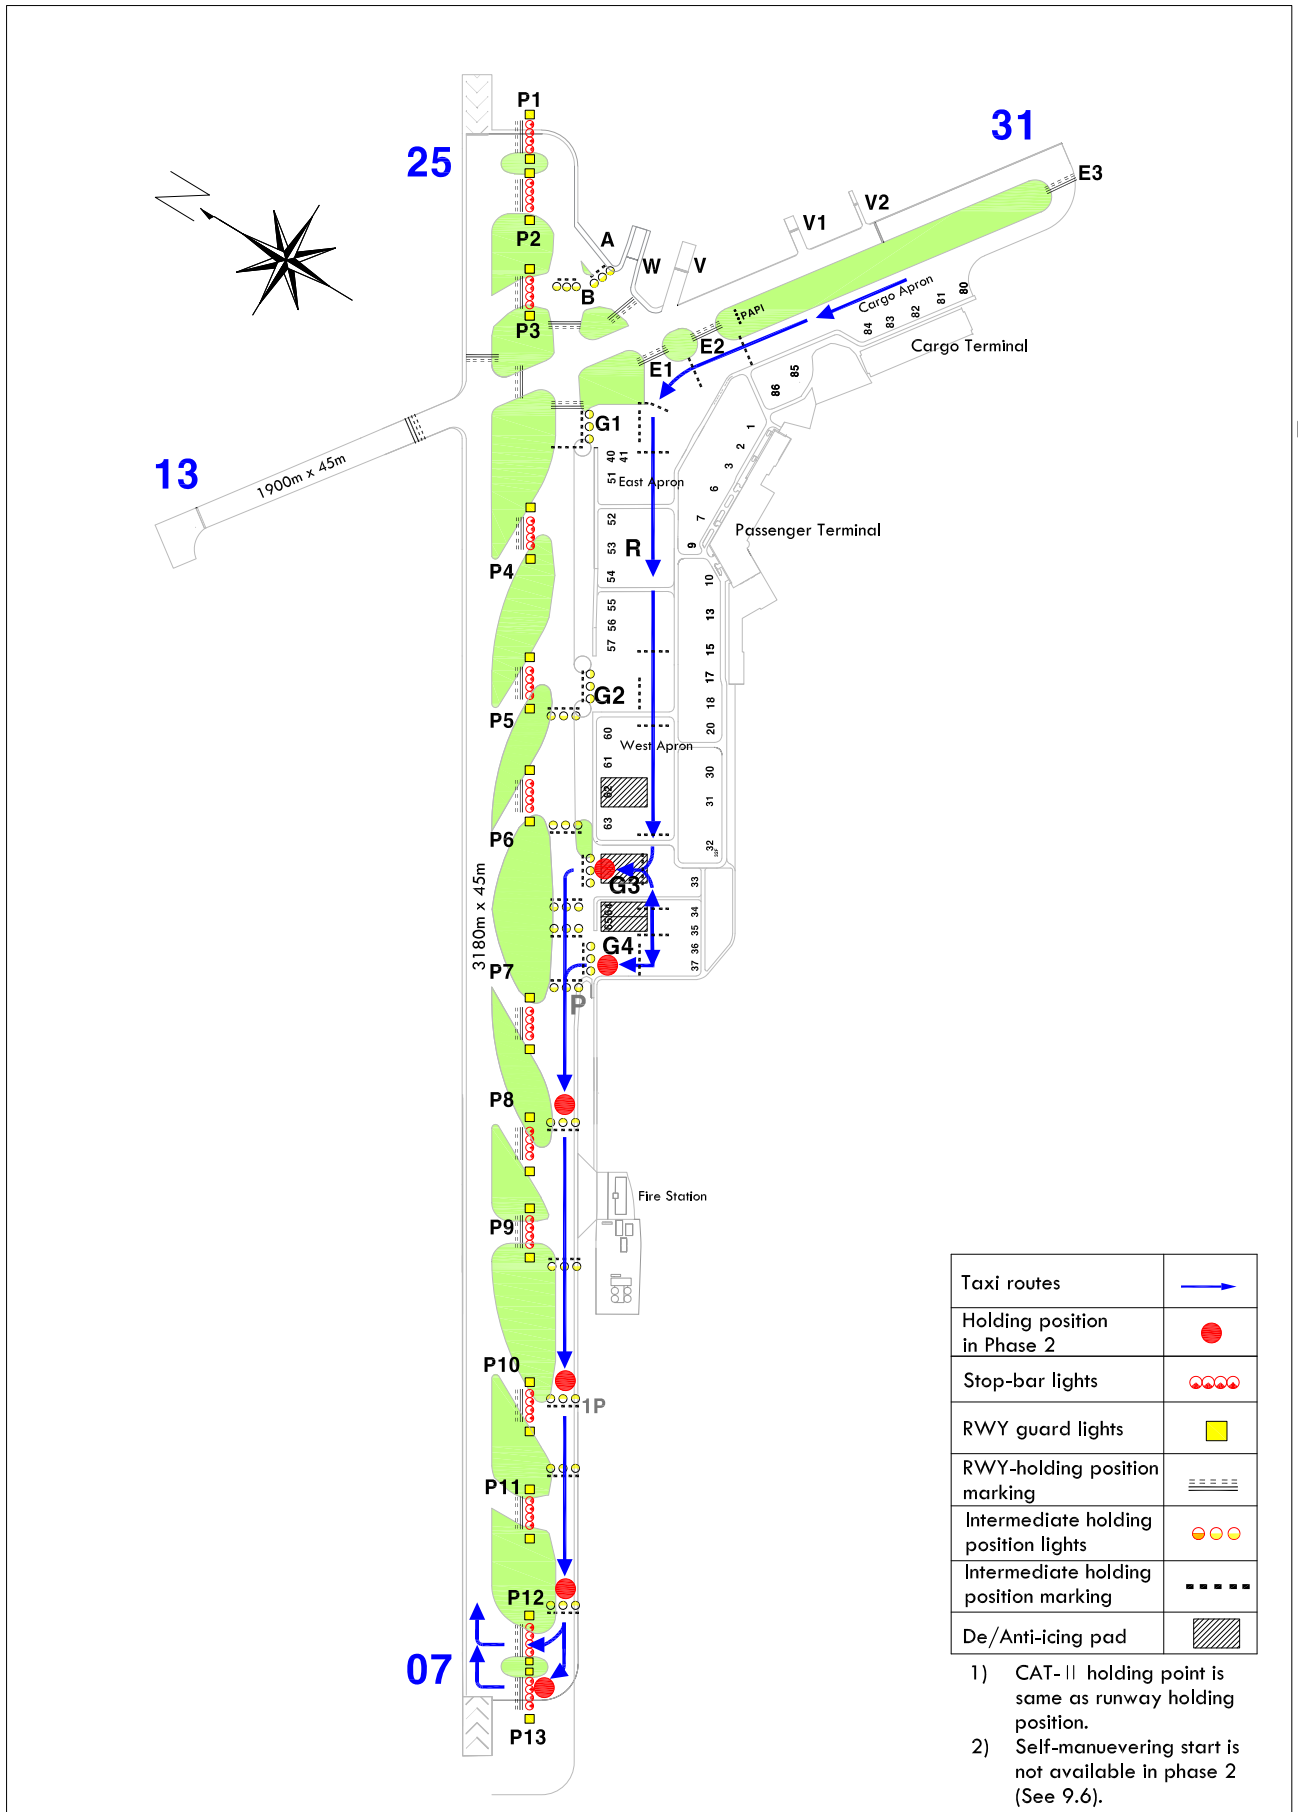 P1
31
25
E3
V2
V1
P2
A
W
V
B
Cargo Apron
80
81
82
83
84
PAPI
P3
E2
Cargo Terminal
E1
85
86
G1
1
2
3
6
7
9
40
41
51
East Apron
13
1900m x 45m
52
53
54
R
Passenger Terminal
P4
10
13
15
17
18
20
55
56
57
G2
P5
60
West Apron
61
62
63
30
31
32
P6
G3
33
3180m x 45m
64
65
34
35
36
37
G4
P7
P
P8
Fire Station
P9
P10
1P
P11
P12
07
P13
Taxi routes
Holding position
in Phase 2
Stop-bar lights
RWY guard lights
RWY-holding position
marking
Intermediate holding
position lights
Intermediate holding
position marking
De/Anti-icing pad
1) CAT-II holding point is
same as runway holding
position.
2) Self-manuevering start is
not available in phase 2
(See 9.6).